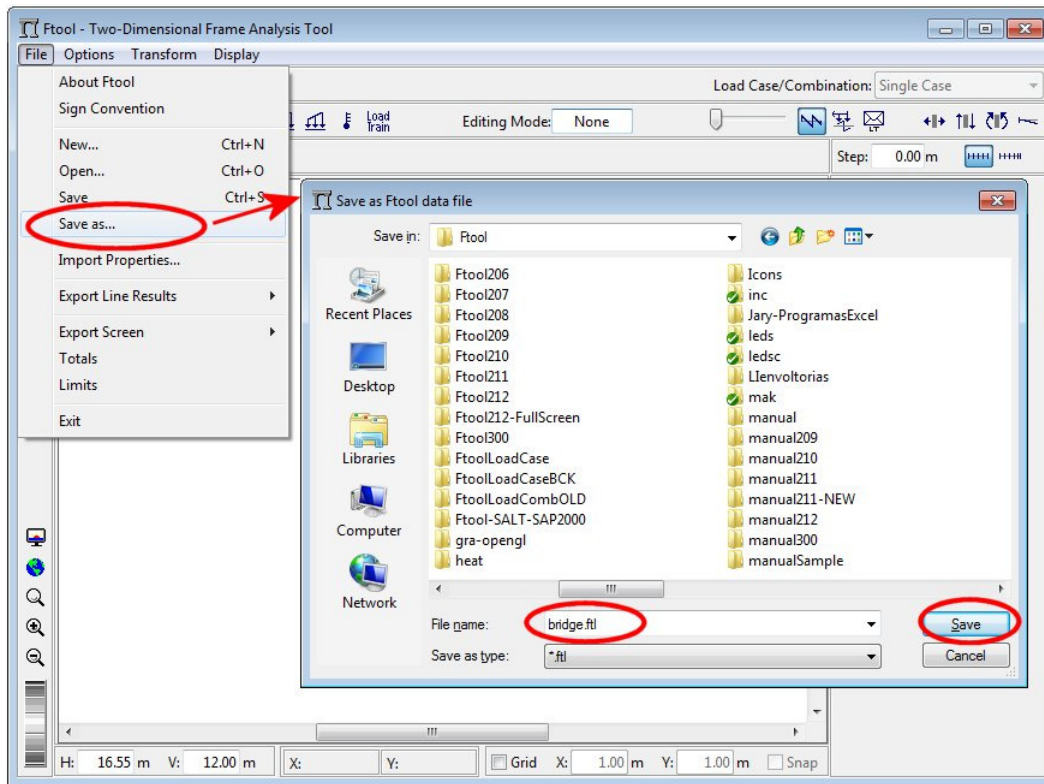 Ftool - Two-Dimensional Frame Analysis Tool
File Options Transform Display
About Ftool
Sign Convention
New... Ctrl+N
Open... Ctrl+O
Save Ctrl+S
Save as...
Import Properties...
Export Line Results
Export Screen
Totals
Limits
Exit
Load Case/Combination: Single Case
Load Train
Editing Mode: None
LT
Step: 0.00 m
Save as Ftool data file
Save in: Ftool
Recent Places
Desktop
Libraries
Computer
Network
Ftool206
Ftool207
Ftool208
Ftool209
Ftool210
Ftool211
Ftool212
Ftool212-FullScreen
Ftool300
FtoolLoadCase
FtoolLoadCaseBCK
FtoolLoadCombOLD
Ftool-SALT-SAP2000
gra-opengl
heat
Icons
inc
Jary-ProgramasExcel
leds
ledsc
LIenvoltorias
mak
manual
manual209
manual210
manual211
manual211-NEW
manual212
manual300
manualSample
File name: bridge.ftl Save
Save as type: *.ftl Cancel
H: 16.55 m V: 12.00 m X: Y: Grid X: 1.00 m Y: 1.00 m Snap